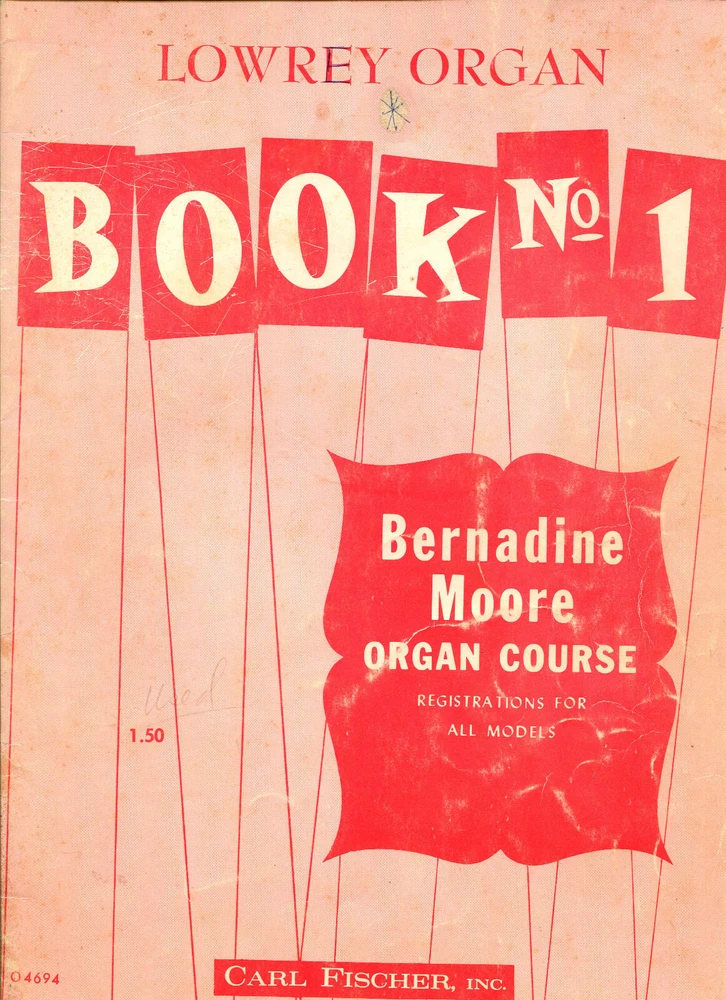 LOWREY ORGAN
BOOK NO 1
Bernadine
Moore
ORGAN COURSE
REGISTRATIONS FOR
ALL MODELS
Used
1.50
O4694
CARL FISCHER, INC.